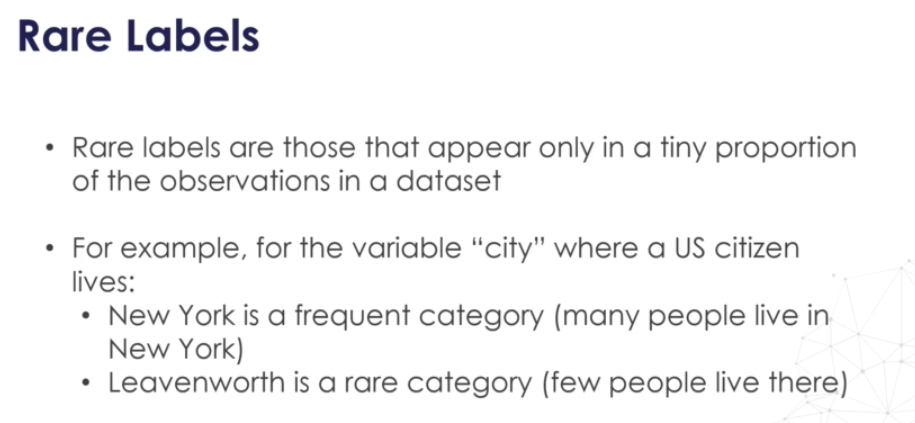 Rare Labels
• Rare labels are those that appear only in a tiny proportion
of the observations in a dataset
• For example, for the variable “city” where a US citizen
lives:
• New York is a frequent category (many people live in
New York)
• Leavenworth is a rare category (few people live there)